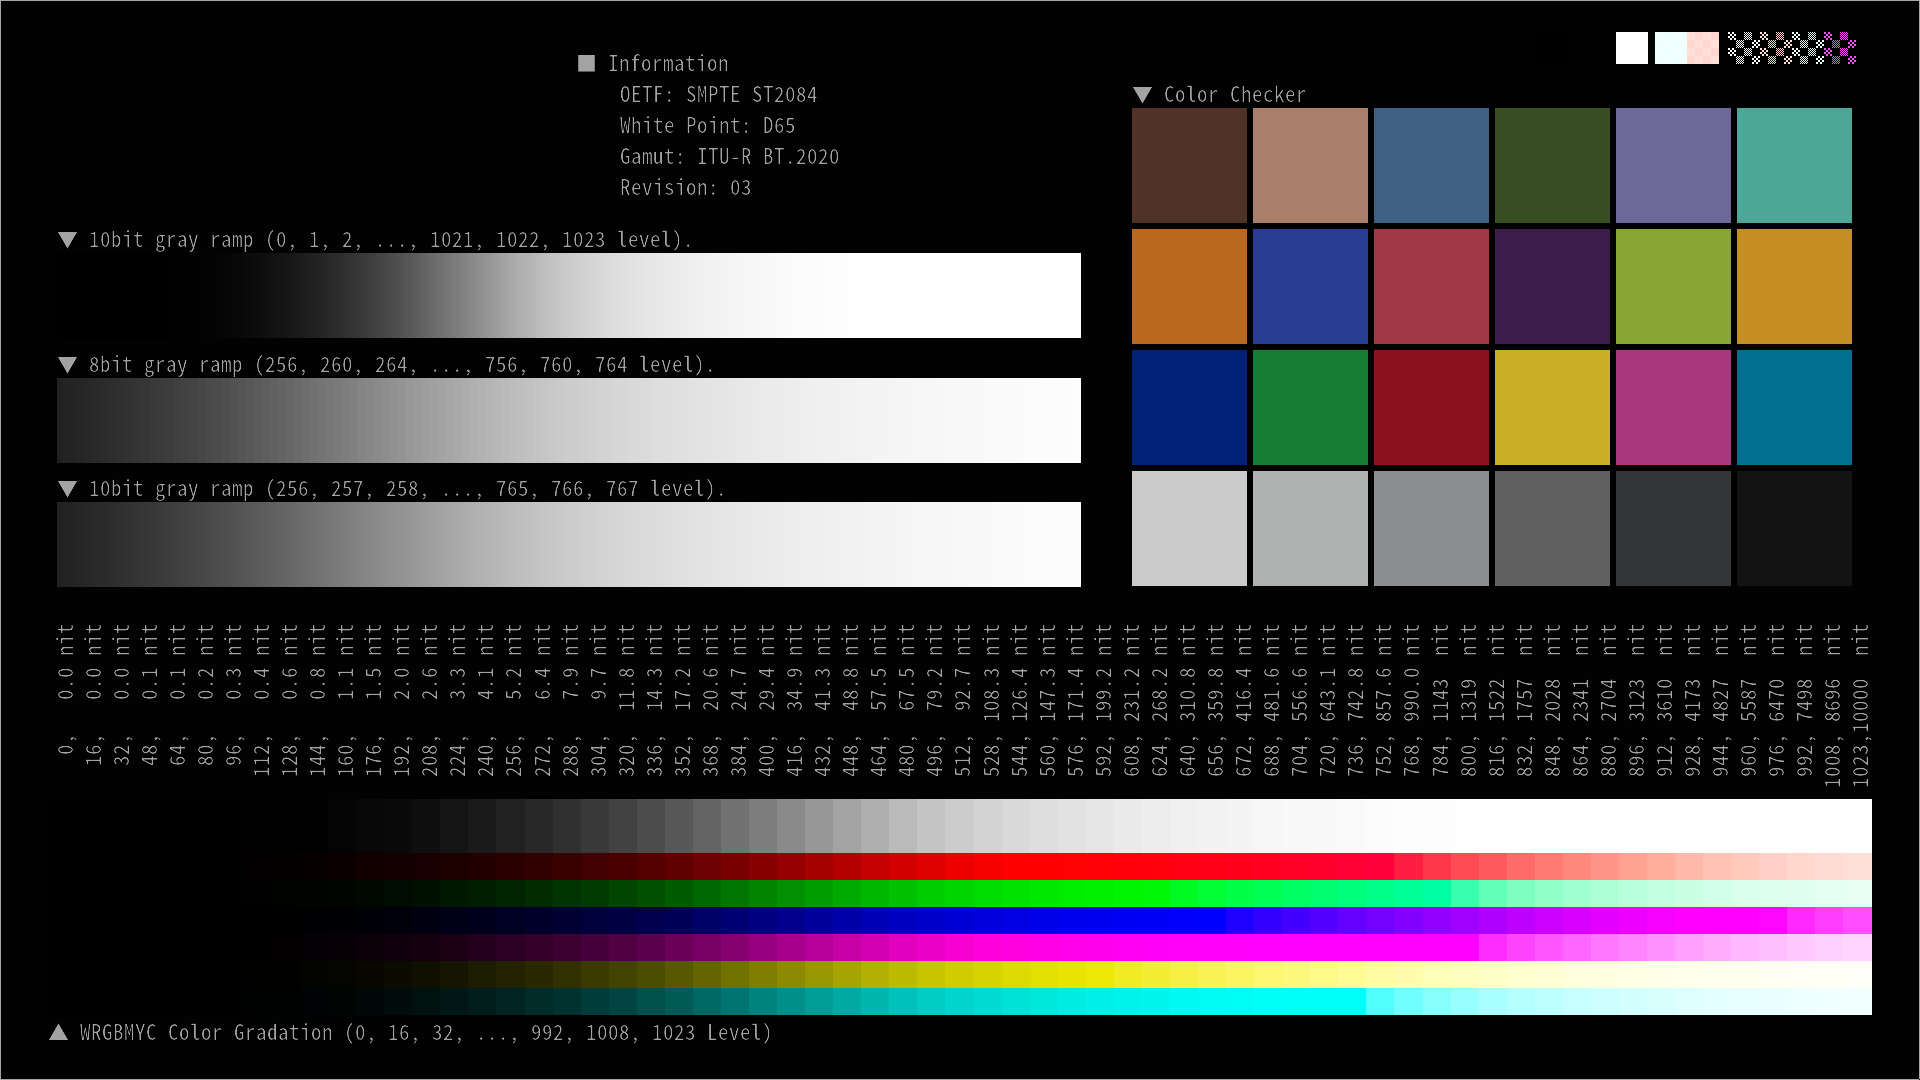 ■ Information
OETF: SMPTE ST2084
White Point: D65
Gamut: ITU-R BT.2020
Revision: 03
▼ Color Checker
▼ 10bit gray ramp (0, 1, 2, ..., 1021, 1022, 1023 level).
▼ 8bit gray ramp (256, 260, 264, ..., 756, 760, 764 level).
▼ 10bit gray ramp (256, 257, 258, ..., 765, 766, 767 level).
0, 0.0 nit
16, 0.0 nit
32, 0.0 nit
48, 0.1 nit
64, 0.1 nit
80, 0.2 nit
96, 0.3 nit
112, 0.4 nit
128, 0.6 nit
144, 0.8 nit
160, 1.1 nit
176, 1.5 nit
192, 2.0 nit
208, 2.6 nit
224, 3.3 nit
240, 4.1 nit
256, 5.2 nit
272, 6.4 nit
288, 7.9 nit
304, 9.7 nit
320, 11.8 nit
336, 14.3 nit
352, 17.2 nit
368, 20.6 nit
384, 24.7 nit
400, 29.4 nit
416, 34.9 nit
432, 41.3 nit
448, 48.8 nit
464, 57.5 nit
480, 67.5 nit
496, 79.2 nit
512, 92.7 nit
528, 108.3 nit
544, 126.4 nit
560, 147.3 nit
576, 171.4 nit
592, 199.2 nit
608, 231.2 nit
624, 268.2 nit
640, 310.8 nit
656, 359.8 nit
672, 416.4 nit
688, 481.6 nit
704, 556.6 nit
720, 643.1 nit
736, 742.8 nit
752, 857.6 nit
768, 990.0 nit
784, 1143 nit
800, 1319 nit
816, 1522 nit
832, 1757 nit
848, 2028 nit
864, 2341 nit
880, 2704 nit
896, 3123 nit
912, 3610 nit
928, 4173 nit
944, 4827 nit
960, 5587 nit
976, 6470 nit
992, 7498 nit
1008, 8696 nit
1023,10000 nit
▲ WRGBMYC Color Gradation (0, 16, 32, ..., 992, 1008, 1023 Level)